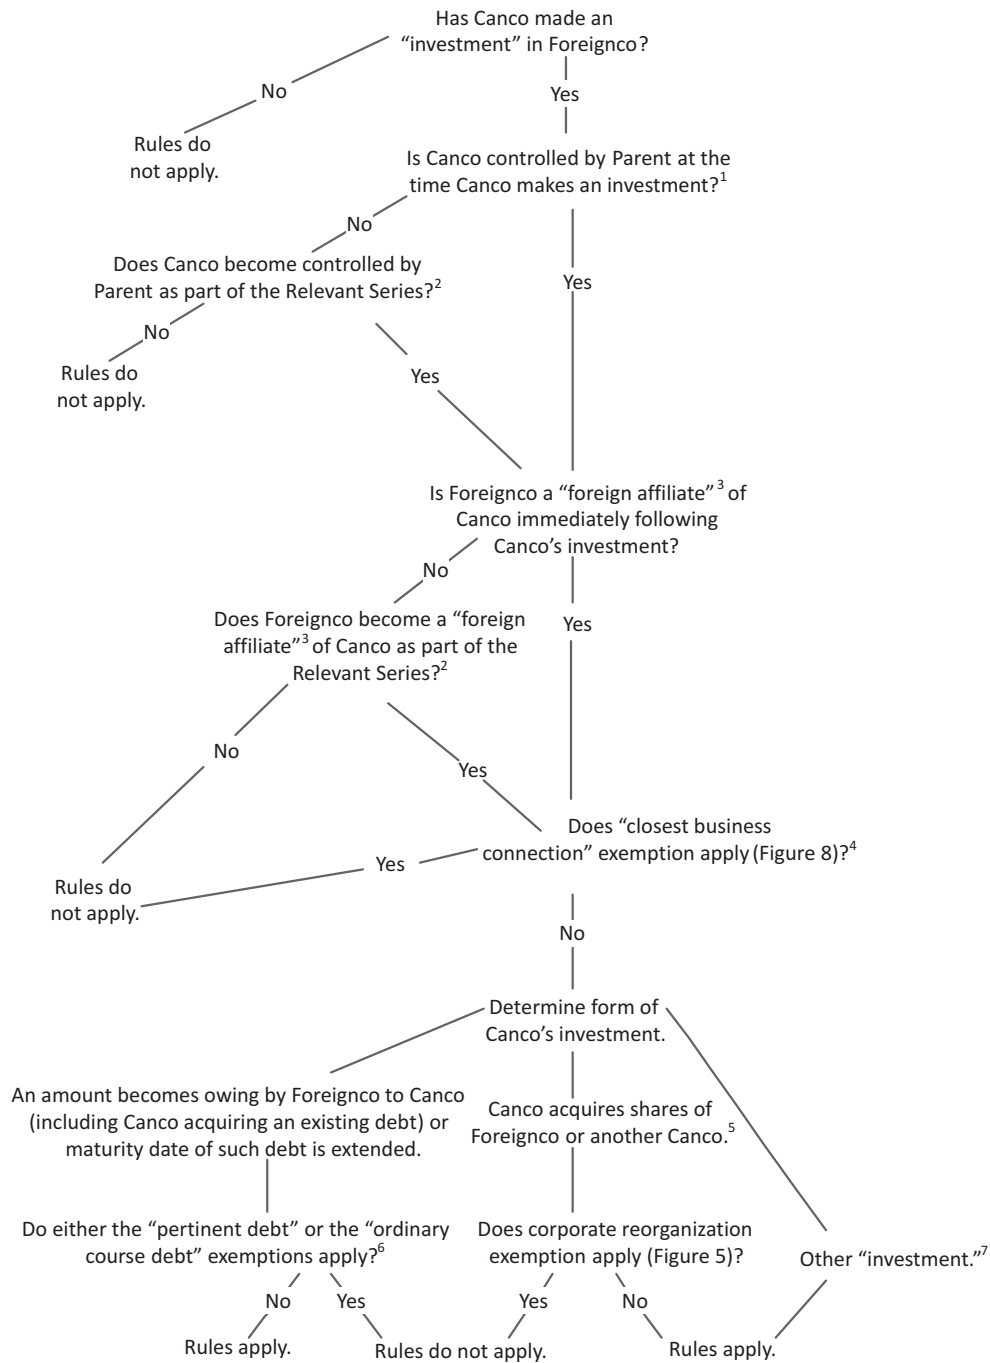 Has Canco made an
“investment” in Foreignco?
No
Yes
Rules do
not apply.
Is Canco controlled by Parent at the
time Canco makes an investment?1
No
Yes
Does Canco become controlled by
Parent as part of the Relevant Series?2
No
Yes
Rules do
not apply.
Is Foreignco a “foreign affiliate”3 of
Canco immediately following
Canco’s investment?
No
Yes
Does Foreignco become a “foreign
affiliate”3 of Canco as part of the
Relevant Series?2
No
Yes
Does “closest business
connection” exemption apply (Figure 8)?4
Yes
Rules do
not apply.
No
Determine form of
Canco’s investment.
An amount becomes owing by Foreignco to Canco
(including Canco acquiring an existing debt) or
maturity date of such debt is extended.
Canco acquires shares of
Foreignco or another Canco.5
Do either the “pertinent debt” or the “ordinary
course debt” exemptions apply?6
Does corporate reorganization
exemption apply (Figure 5)?
Other “investment.”7
No
Yes
Yes
No
Rules apply.
Rules do not apply.
Rules apply.